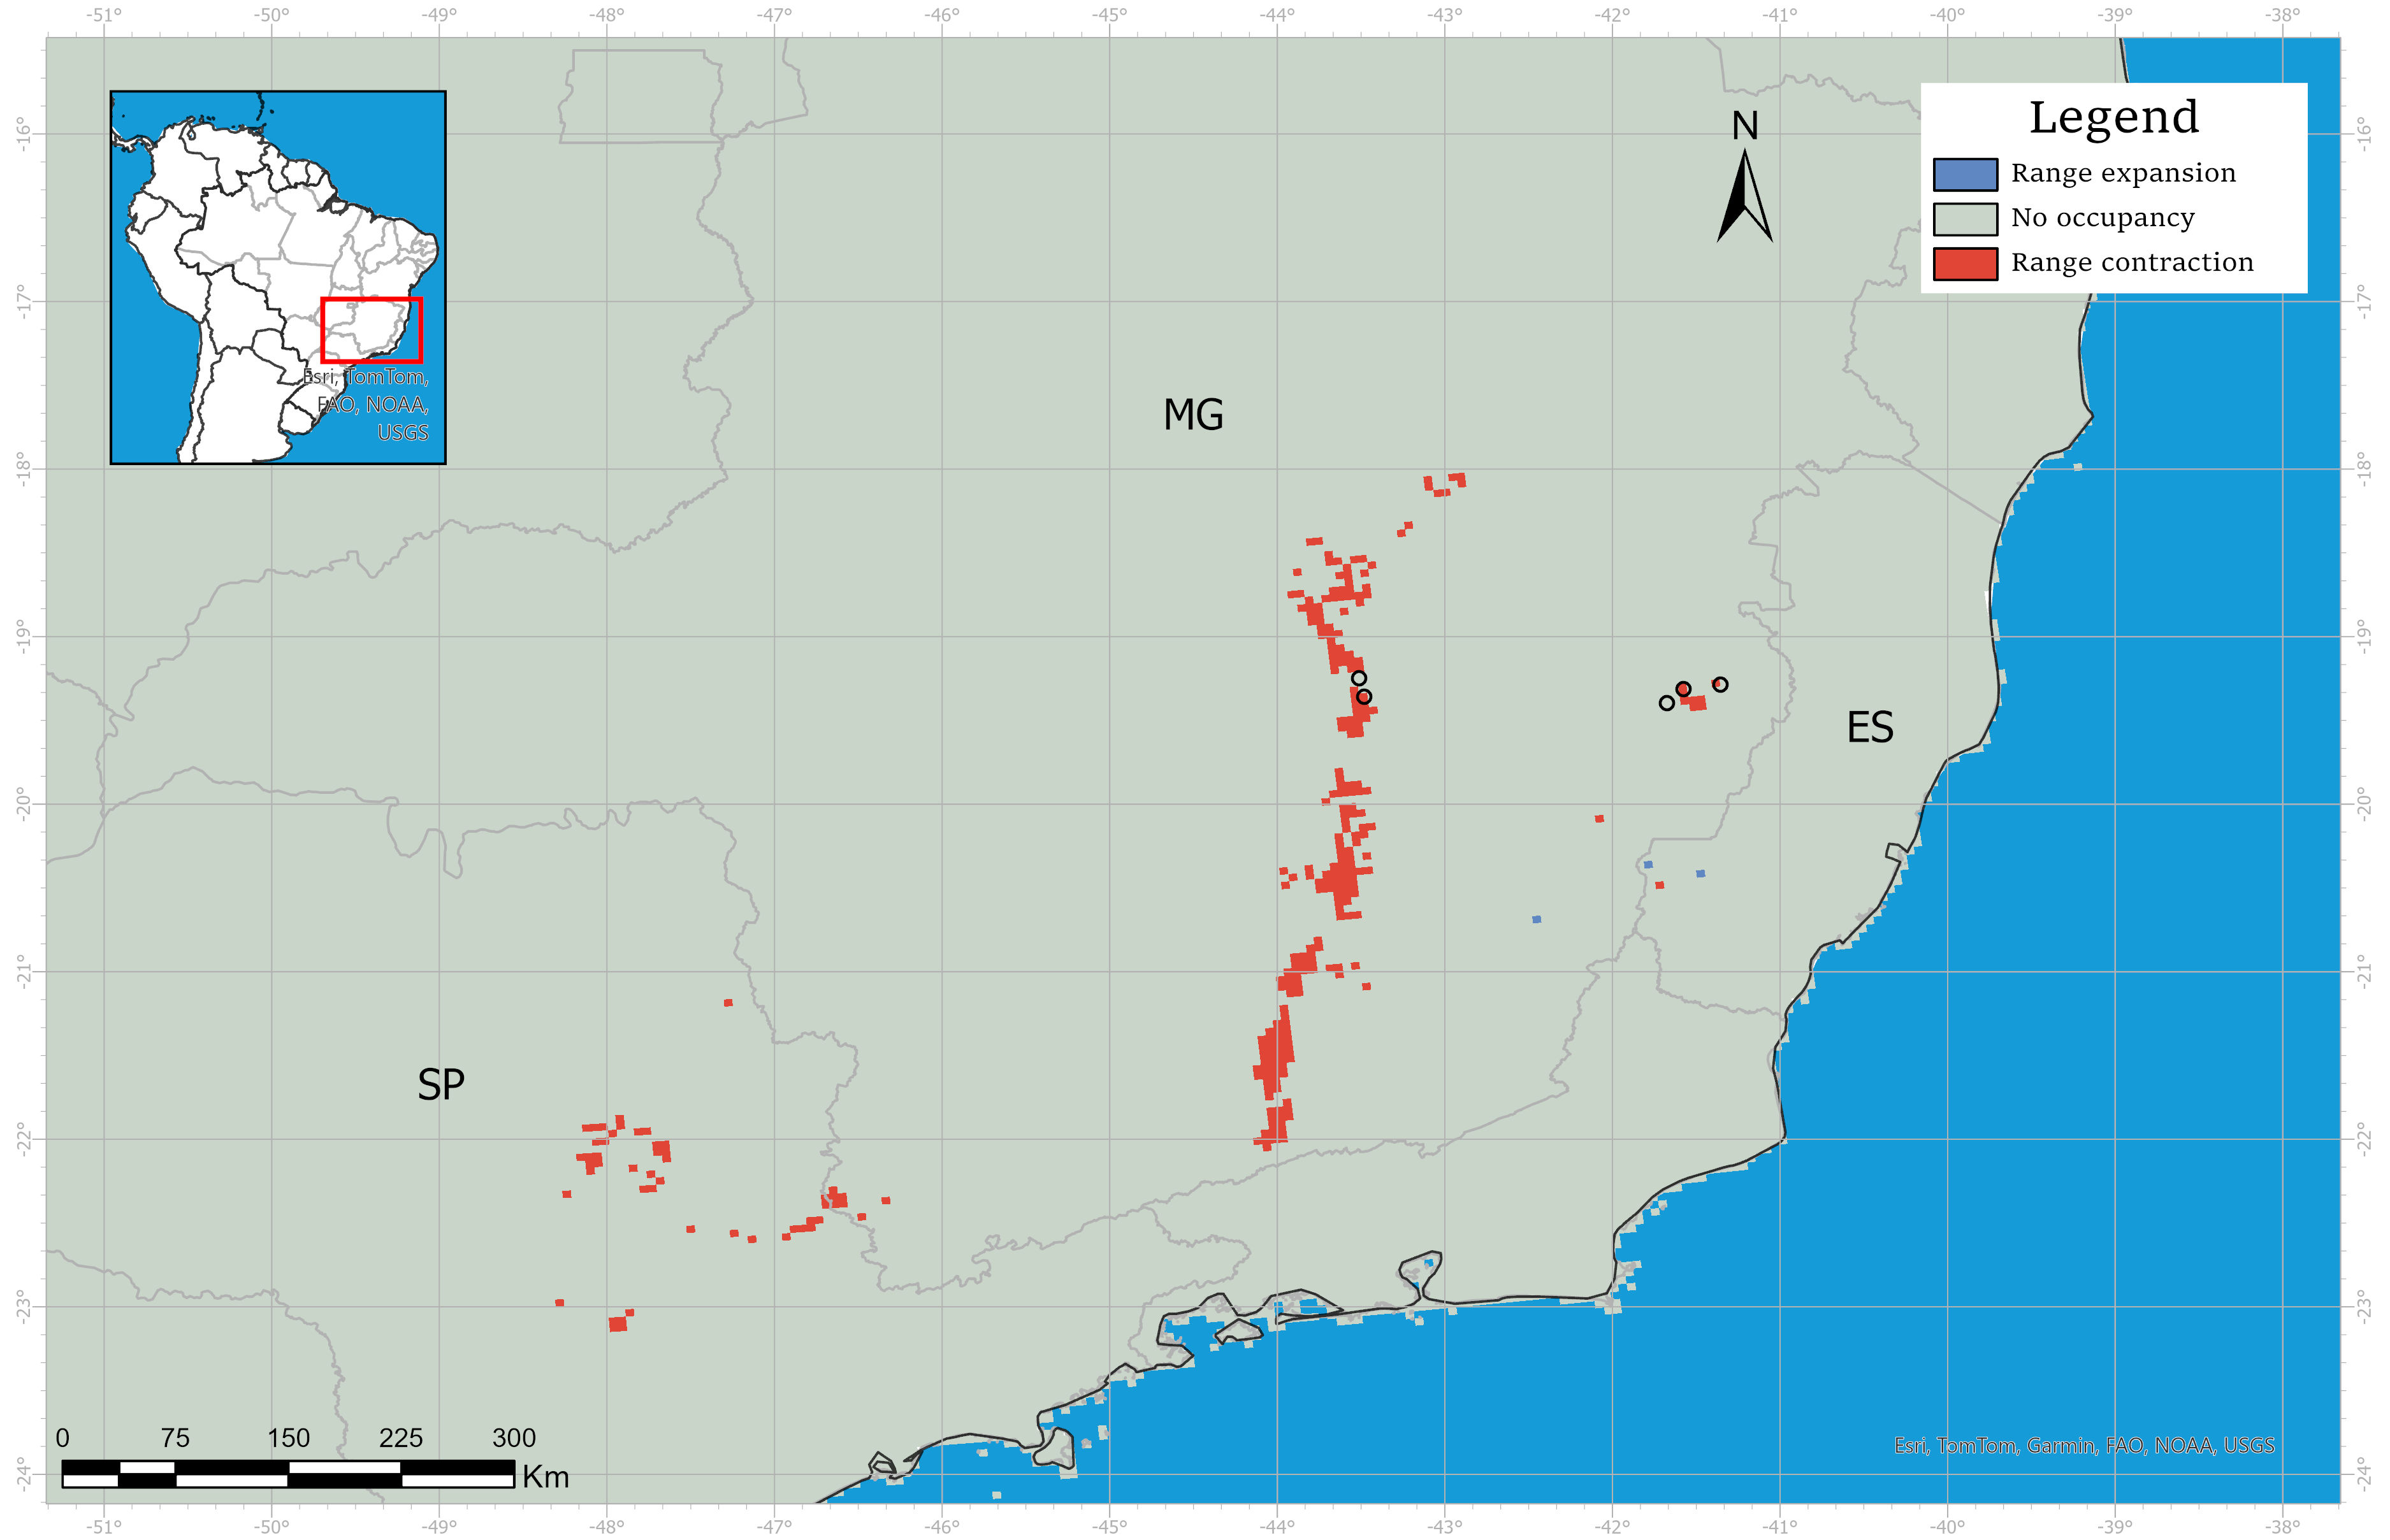 -51° -50° -49° -48° -47° -46° -45° -44° -43° -42° -41° -40° -39° -38°
Legend
Range expansion
No occupancy
Range contraction
N
Esri, TomTom,
FAO, NOAA,
USGS
MG
ES
SP
-16° -16°
-17° -17°
-18° -18°
-19° -19°
-20° -20°
-21° -21°
-22° -22°
-23° -23°
-24° -24°
0 75 150 225 300
Km
Esri, TomTom, Garmin, FAO, NOAA, USGS
-51° -50° -49° -48° -47° -46° -45° -44° -43° -42° -41° -40° -39° -38°